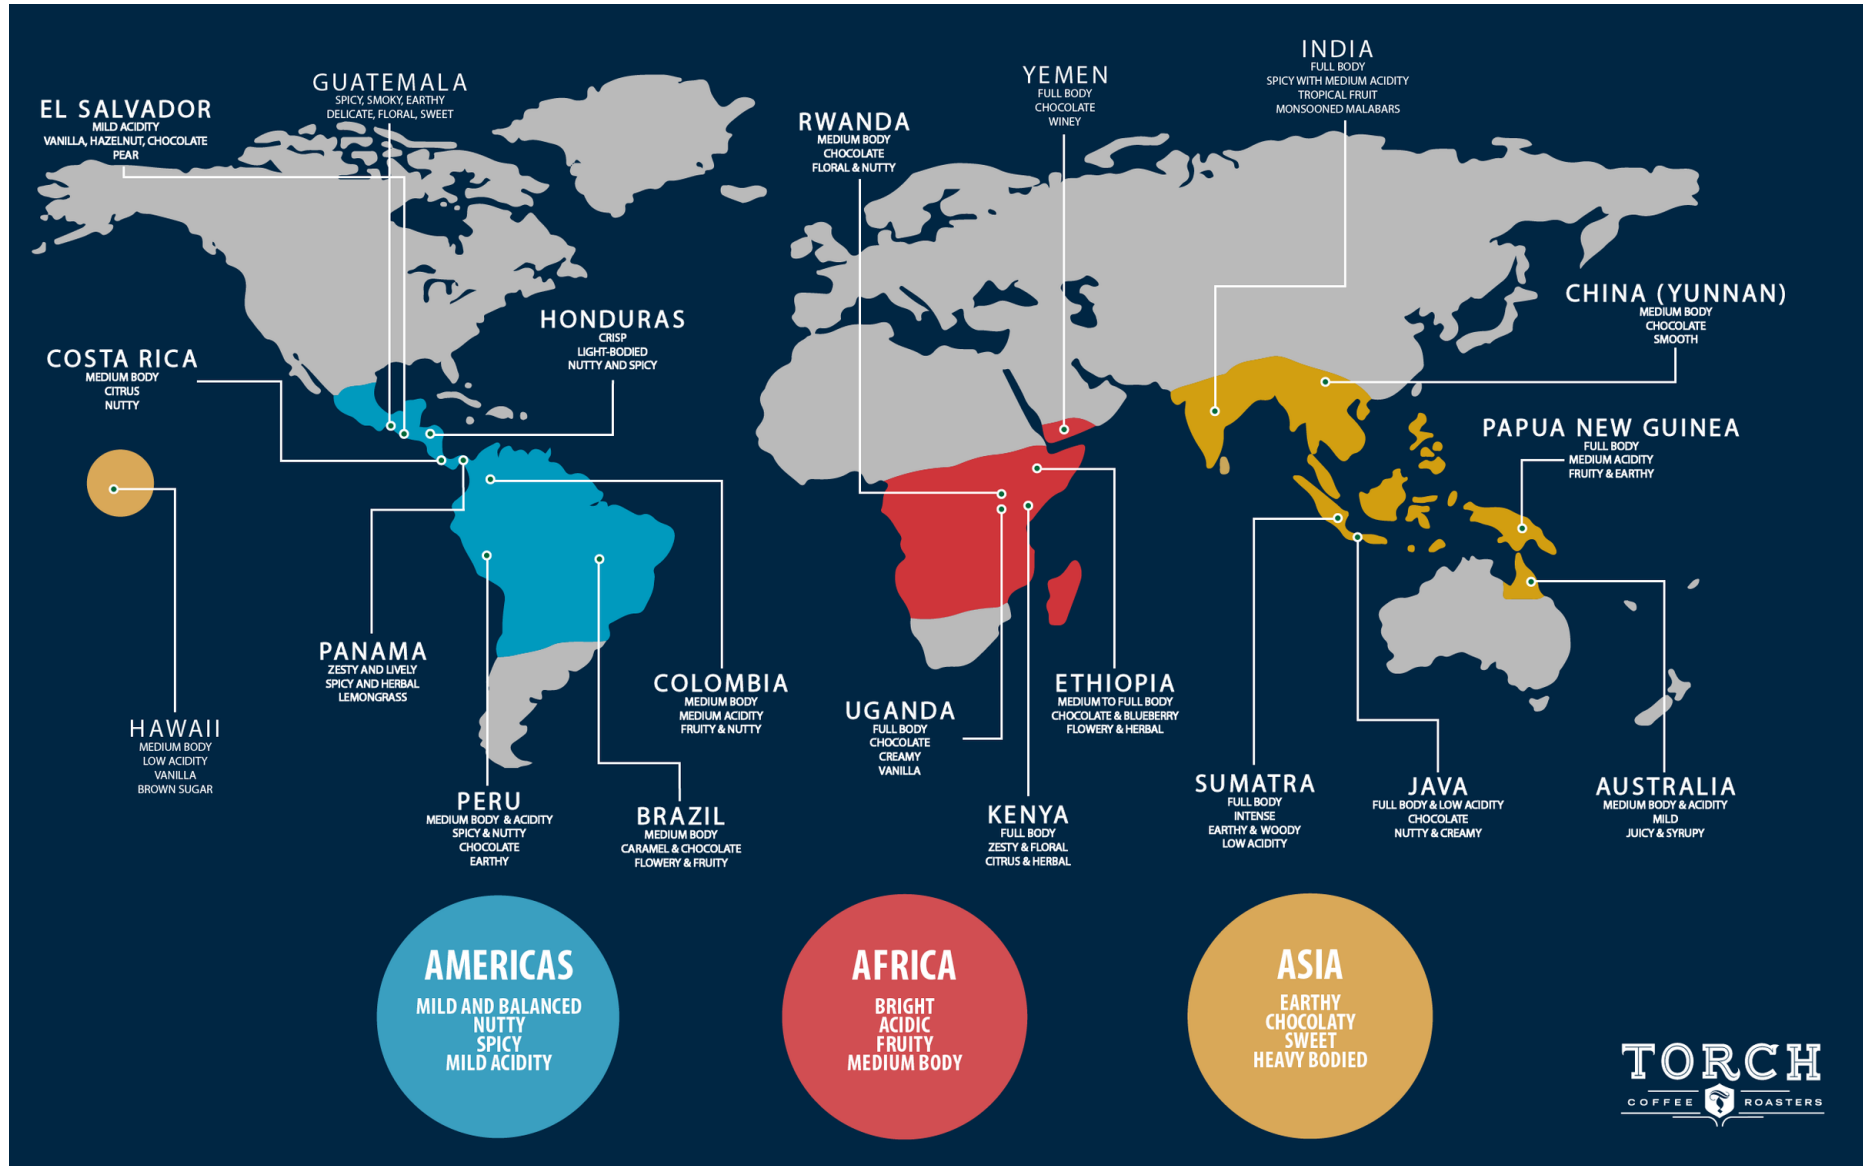 INDIA
FULL BODY
SPICY WITH MEDIUM ACIDITY
TROPICAL FRUIT
MONSOONED MALABARS
YEMEN
FULL BODY
CHOCOLATE
WINEY
GUATEMALA
SPICY, SMOKY, EARTHY
DELICATE, FLORAL, SWEET
EL SALVADOR
MILD ACIDITY
VANILLA, HAZELNUT, CHOCOLATE
PEAR
RWANDA
MEDIUM BODY
CHOCOLATE
FLORAL & NUTTY
CHINA (YUNNAN)
MEDIUM BODY
CHOCOLATE
SMOOTH
HONDURAS
CRISP
LIGHT-BODIED
NUTTY AND SPICY
COSTA RICA
MEDIUM BODY
CITRUS
NUTTY
PAPUA NEW GUINEA
FULL BODY
MEDIUM ACIDITY
FRUITY & EARTHY
PANAMA
ZESTY AND LIVELY
SPICY AND HERBAL
LEMONGRASS
COLOMBIA
MEDIUM BODY
MEDIUM ACIDITY
FRUITY & NUTTY
ETHIOPIA
MEDIUM TO FULL BODY
CHOCOLATE & BLUEBERRY
FLOWERY & HERBAL
UGANDA
FULL BODY
CHOCOLATE
CREAMY
VANILLA
HAWAII
MEDIUM BODY
LOW ACIDITY
VANILLA
BROWN SUGAR
SUMATRA
FULL BODY
INTENSE
EARTHY & WOODY
LOW ACIDITY
JAVA
FULL BODY & LOW ACIDITY
CHOCOLATE
NUTTY & CREAMY
AUSTRALIA
MEDIUM BODY & ACIDITY
MILD
JUICY & SYRUPY
PERU
MEDIUM BODY & ACIDITY
SPICY & NUTTY
CHOCOLATE
EARTHY
BRAZIL
MEDIUM BODY
CARAMEL & CHOCOLATE
FLOWERY & FRUITY
KENYA
FULL BODY
ZESTY & FLORAL
CITRUS & HERBAL
AMERICAS
MILD AND BALANCED
NUTTY
SPICY
MILD ACIDITY
AFRICA
BRIGHT
ACIDIC
FRUITY
MEDIUM BODY
ASIA
EARTHY
CHOCOLATY
SWEET
HEAVY BODIED
TORCH
COFFEE ROASTERS